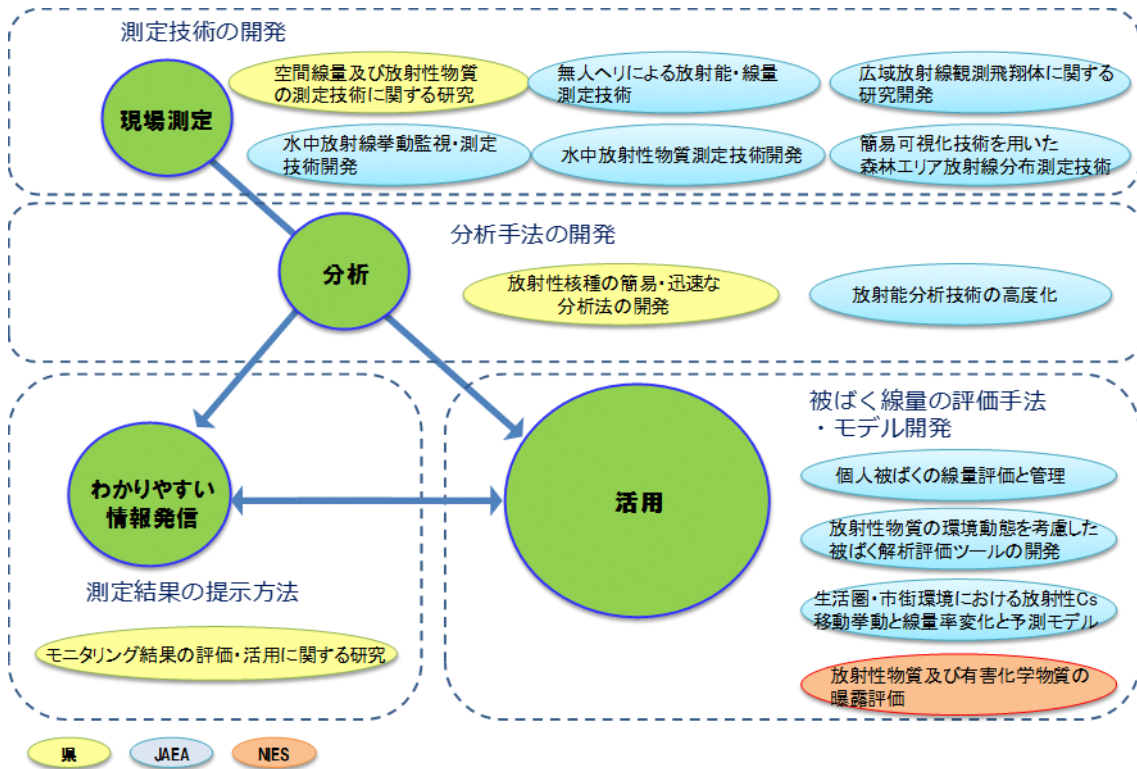 測定技術の開発
現場測定
空間線量及び放射性物質
の測定技術に関する研究
無人ヘリによる放射能・線量
測定技術
広域放射線観測飛翔体に関する
研究開発
水中放射線挙動監視・測定
技術開発
水中放射性物質測定技術開発
簡易可視化技術を用いた
森林エリア放射線分布測定技術
分析手法の開発
分析
放射性核種の簡易・迅速な
分析法の開発
放射能分析技術の高度化
わかりやすい
情報発信
測定結果の提示方法
モニタリング結果の評価・活用に関する研究
活用
被ばく線量の評価手法
・モデル開発
個人被ばくの線量評価と管理
放射性物質の環境動態を考慮した
被ばく解析評価ツールの開発
生活圏・市街環境における放射性Cs
移動挙動と線量率変化と予測モデル
放射性物質及び有害化学物質の
曝露評価
県
JAEA
NIES